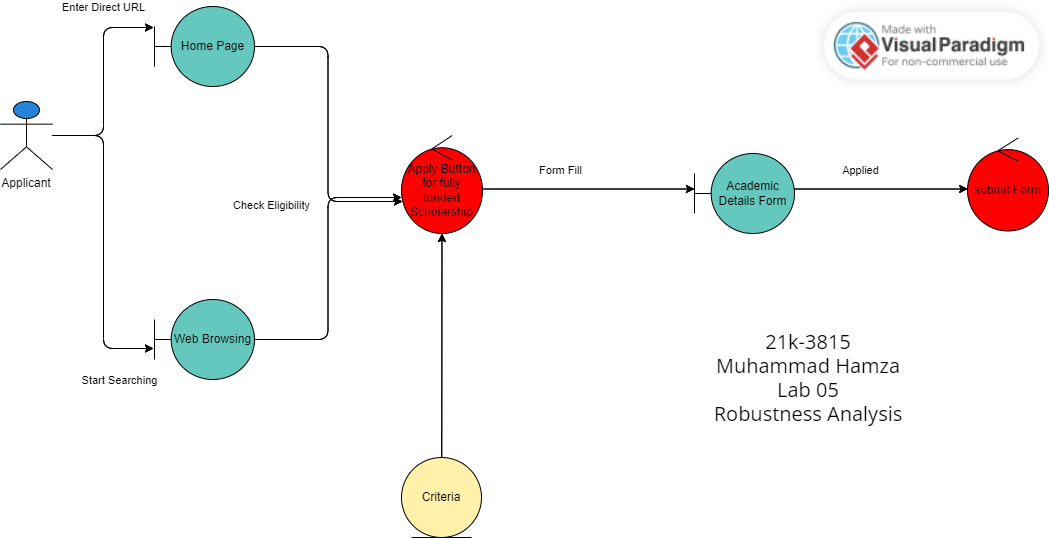 Enter Direct URL
Made with
Visual Paradigm
For non-commercial use
Home Page
Applicant
Apply Button
for fully
funded
Scholarship
Form Fill
Academic
Details Form
Applied
submit Form
Check Eligibility
Web Browsing
Start Searching
21k-3815
Muhammad Hamza
Lab 05
Robustness Analysis
Criteria